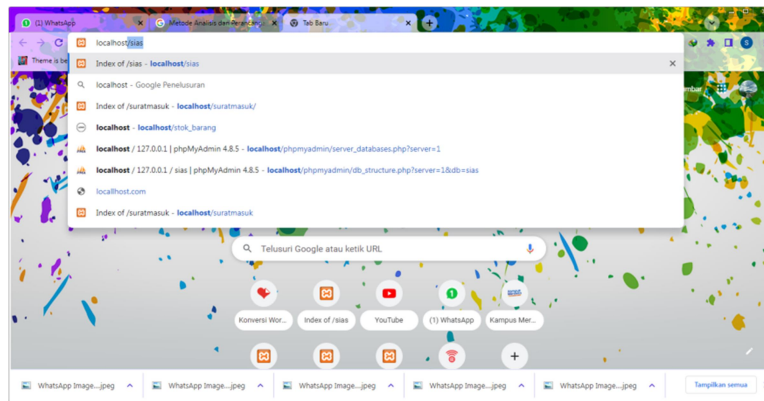 (1) WhatsApp
Metode Analisis dan Perancang
Tab Baru
localhost/sias
Theme is be
Index of /sias - localhost/sias
localhost - Google Penelusuran
Index of /suratmasuk - localhost/suratmasuk/
localhost - localhost/stok_barang
localhost / 127.0.0.1 | phpMyAdmin 4.8.5 - localhost/phpmyadmin/server_databases.php?server=1
localhost / 127.0.0.1 / sias | phpMyAdmin 4.8.5 - localhost/phpmyadmin/db_structure.php?server=1&db=sias
locallhost.com
Index of /suratmasuk - localhost/suratmasuk
mbar
Telusuri Google atau ketik URL
Konversi Wor... Index of /sias YouTube (1) WhatsApp Kampus Mer...
WhatsApp Image....jpeg WhatsApp Image....jpeg WhatsApp Image....jpeg WhatsApp Image....jpeg WhatsApp Image....jpeg Tampilkan semua